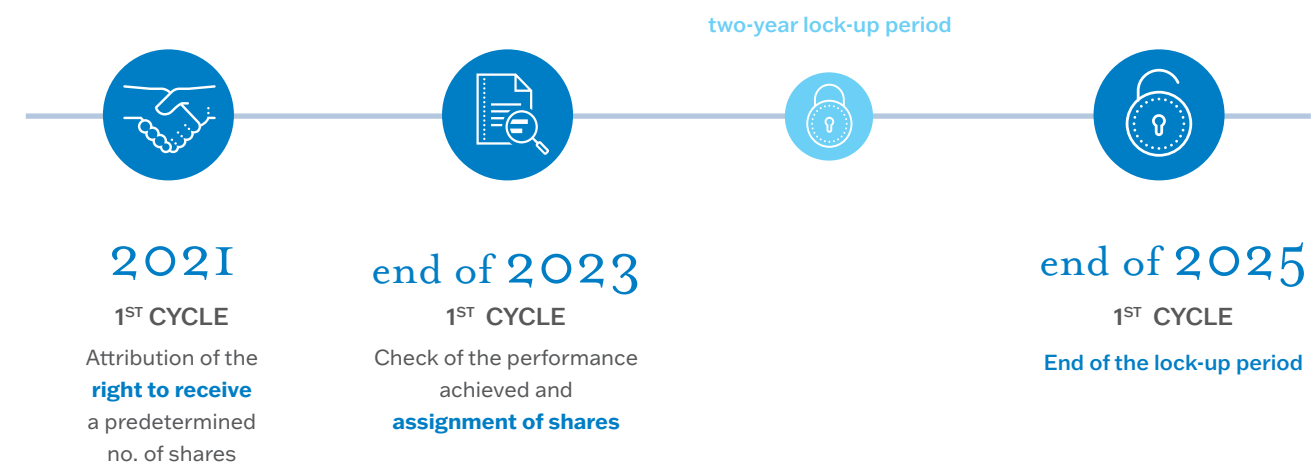 two-year lock-up period
2021
1ST CYCLE
Attribution of the
right to receive
a predetermined
no. of shares
end of 2023
1ST CYCLE
Check of the performance
achieved and
assignment of shares
end of 2025
1ST CYCLE
End of the lock-up period